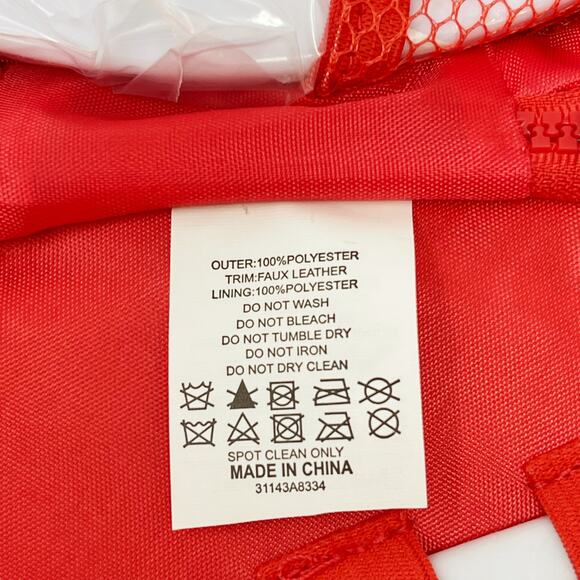 OUTER:100%POLYESTER
TRIM:FAUX LEATHER
LINING:100%POLYESTER
DO NOT WASH
DO NOT BLEACH
DO NOT TUMBLE DRY
DO NOT IRON
DO NOT DRY CLEAN
SPOT CLEAN ONLY
MADE IN CHINA
31143A8334